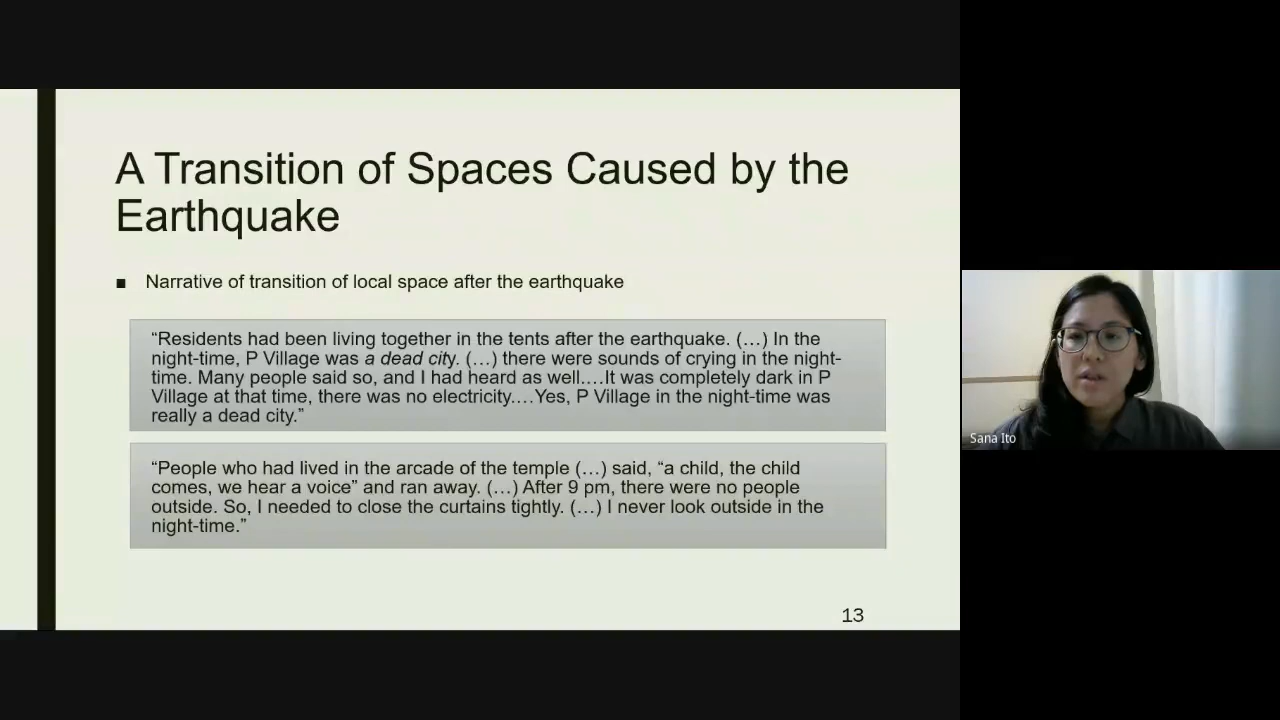 A Transition of Spaces Caused by the
Earthquake
■ Narrative of transition of local space after the earthquake
“Residents had been living together in the tents after the earthquake. (…) In the
night-time, P Village was a dead city. (…) there were sounds of crying in the night-
time. Many people said so, and I had heard as well.…It was completely dark in P
Village at that time, there was no electricity.…Yes, P Village in the night-time was
really a dead city.”
“People who had lived in the arcade of the temple (…) said, “a child, the child
comes, we hear a voice” and ran away. (…) After 9 pm, there were no people
outside. So, I needed to close the curtains tightly. (…) I never look outside in the
night-time.”
13
Sana Ito